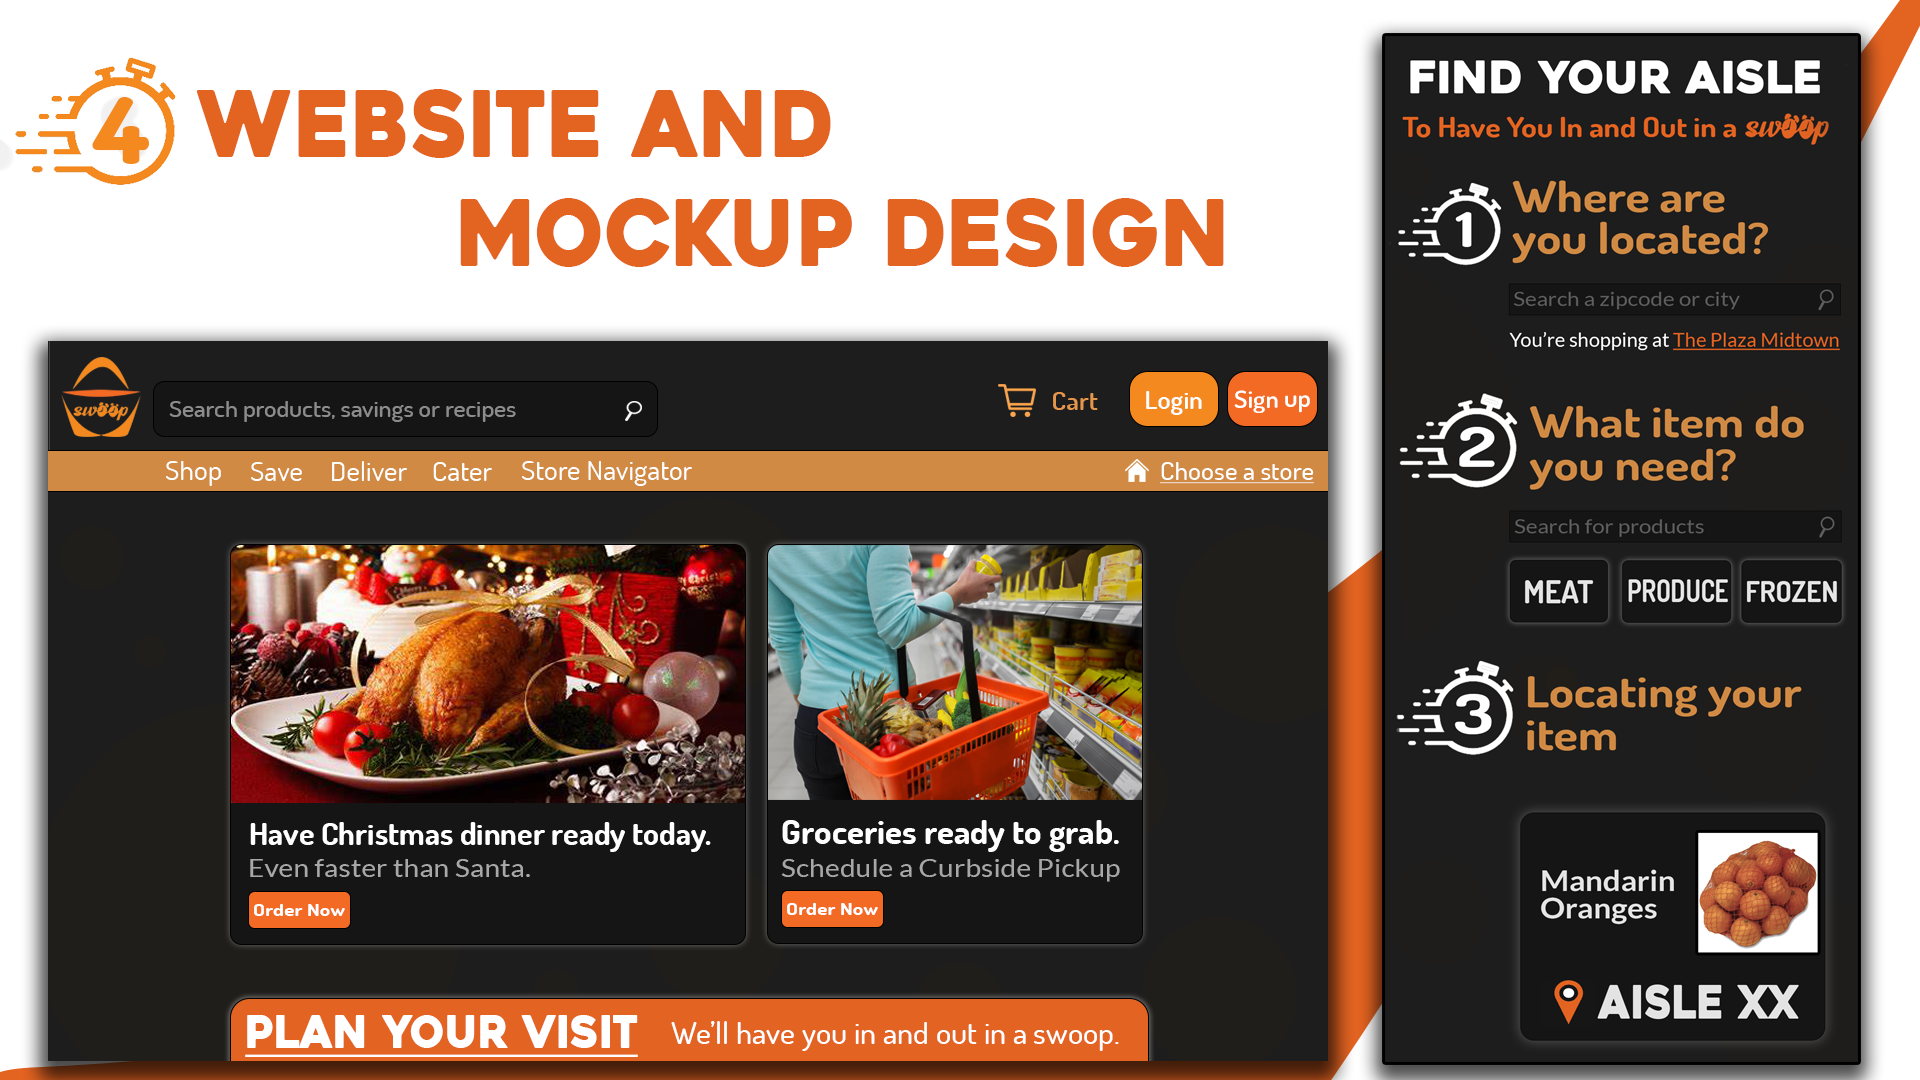 4 WEBSITE AND
MOCKUP DESIGN
swoop
Search products, savings or recipes
Cart
Login
Sign up
Shop
Save
Deliver
Cater
Store Navigator
Choose a store
Have Christmas dinner ready today.
Even faster than Santa.
Order Now
Groceries ready to grab.
Schedule a Curbside Pickup
Order Now
PLAN YOUR VISIT
We'll have you in and out in a swoop.
FIND YOUR AISLE
To Have You In and Out in a swoop
1
Where are
you located?
Search a zipcode or city
You're shopping at The Plaza Midtown
2
What item do
you need?
Search for products
MEAT
PRODUCE
FROZEN
3
Locating your
item
Mandarin
Oranges
AISLE XX